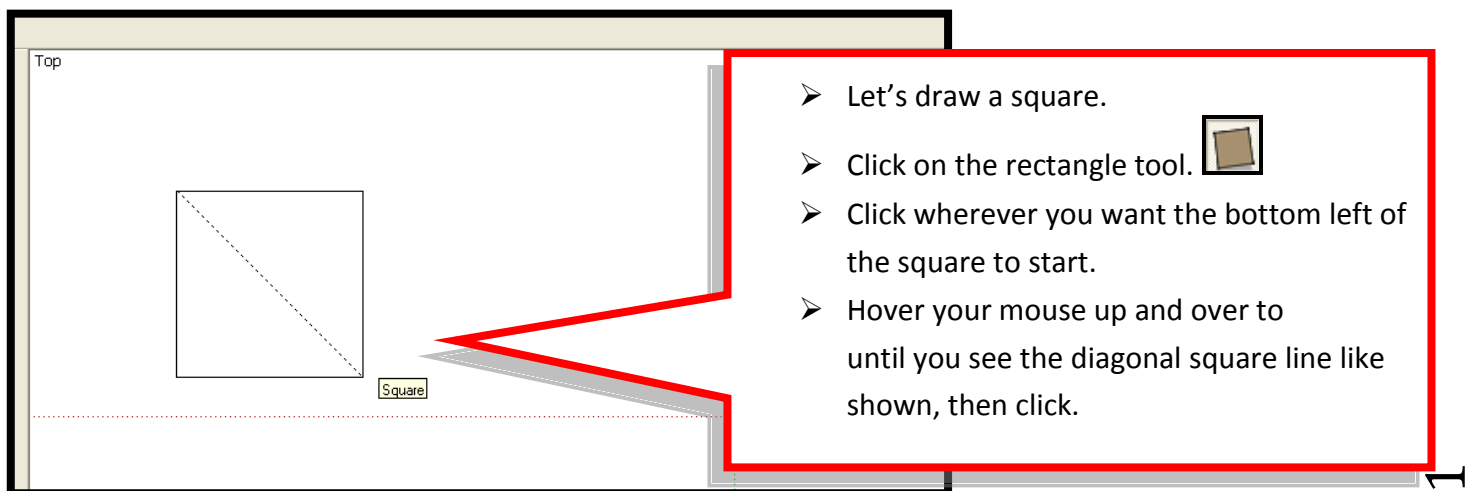 Top
Square
➢ Let’s draw a square.
➢ Click on the rectangle tool.
➢ Click wherever you want the bottom left of
the square to start.
➢ Hover your mouse up and over to
until you see the diagonal square line like
shown, then click.
1